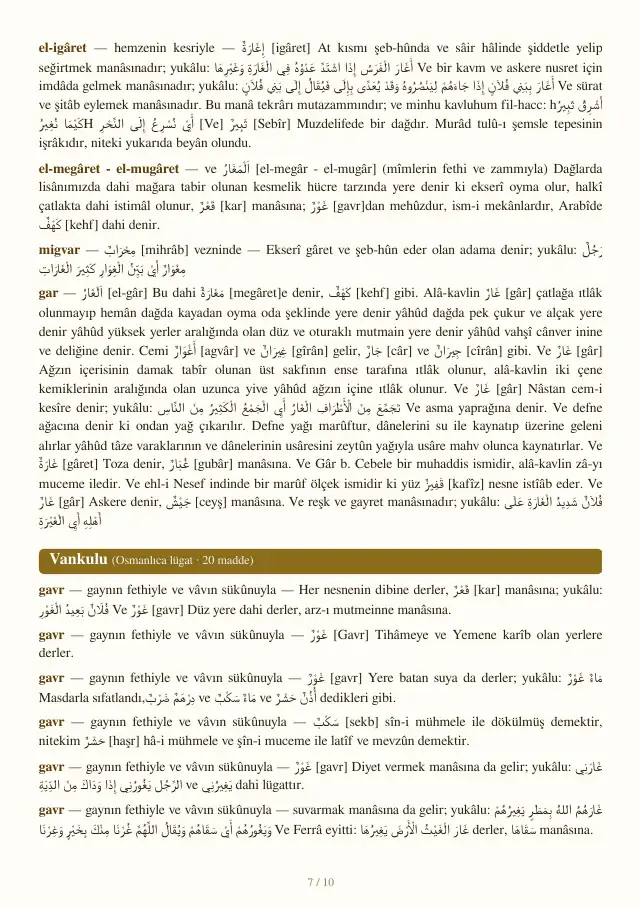 el-igâret — hemzenin kesriyle — إِغَارَةٌ [igâret] At kısmı şeb-hûnda ve sâir hâlinde şiddetle yelip
seğirtmek manâsınadır; yukâlu: أَغَارَ الْفَرَسُ إِذَا اشْتَدَّ عَدْوُهُ فِي الْغَارَةِ وَغَيْرِهَا Ve bir kavm ve askere nusret için
imdâda gelmek manâsınadır; yukâlu: أَغَارَ بِبَنِي فُلَانٍ إِذَا جَاءَهُمْ لِيَنْصُرُوهُ وَقَدْ يُعَدَّى بِإِلَى فَيُقَالُ إِلَى بَنِي فُلَانٍ Ve sürat
ve şitâb eylemek manâsınadır. Bu manâ tekrârı mutazamımındır; ve minhu kavluhum fil-hacc: hأَشْرِقْ ثَبِيرُ
كَيْمَا نُغِيرُH أَيْ نُسْرِعُ إِلَى النَّحْرِ [Ve] ثَبِيرٌ [Sebîr] Muzdelifede bir dağdır. Murâd tulû-ı şemsle tepesinin
işrâkıdır, niteki yukarıda beyân olundu.
el-megâret - el-mugâret — ve اَلْمَغَارُ [el-megâr - el-mugâr] (mîmlerin fethi ve zammıyla) Dağlarda
lisânımızda dahi mağara tabir olunan kesmelik hücre tarzında yere denir ki ekserî oyma olur, halkî
çatlakta dahi istimâl olunur, قَعْرٌ [kar] manâsına; غَوْرٌ [gavr]dan mehûzdur, ism-i mekânlardır, Arabîde
كَهْفٌ [kehf] dahi denir.
migvar — مِحْرَابٌ [mihrâb] vezninde — Ekserî gâret ve şeb-hûn eder olan adama denir; yukâlu: رَجُلٌ
مِغْوَارٌ أَيْ بَيِّنُ الْغِوَارِ كَثِيرُ الْغَارَاتِ
gar — اَلْغَارُ [el-gâr] Bu dahi مَغَارَةٌ [megâret]e denir, كَهْفٌ [kehf] gibi. Alâ-kavlin غَارٌ [gâr] çatlağa ıtlâk
olunmayıp hemân dağda kayadan oyma oda şeklinde yere denir yâhûd dağda pek çukur ve alçak yere
denir yâhûd yüksek yerler aralığında olan düz ve oturaklı mutmain yere denir yâhûd vahşî cânver inine
ve deliğine denir. Cemi أَغْوَارٌ [agvâr] ve غِيرَانٌ [gîrân] gelir, جَارٌ [câr] ve جِيرَانٌ [cîrân] gibi. Ve غَارٌ [gâr]
Ağzın içerisinin damak tabîr olunan üst sakfının ense tarafına ıtlâk olunur, alâ-kavlin iki çene
kemiklerinin aralığında olan uzunca yive yâhûd ağzın içine ıtlâk olunur. Ve غَارٌ [gâr] Nâstan cem-i
kesîre denir; yukâlu: تَجَمَّعَ مِنَ الْأَطْرَافِ الْغَارُ أَيِ الْجَمْعُ الْكَثِيرُ مِنَ النَّاسِ Ve asma yaprağına denir. Ve defne
ağacına denir ki ondan yağ çıkarılır. Defne yağı marûftur, dânelerini su ile kaynatıp üzerine geleni
alırlar yâhûd tâze varaklarının ve dânelerinin usâresini zeytûn yağıyla usâre mahv olunca kaynatırlar. Ve
غَارَةٌ [gâret] Toza denir, غُبَارٌ [gubâr] manâsına. Ve Gâr b. Cebele bir muhaddis ismidir, alâ-kavlin zâ-yı
muceme iledir. Ve ehl-i Nesef indinde bir marûf ölçek ismidir ki yüz قَفِيزٌ [kafîz] nesne istiâb eder. Ve
غَارٌ [gâr] Askere denir, جَيْشٌ [ceyş] manâsına. Ve reşk ve gayret manâsınadır; yukâlu: فُلَانٌ شَدِيدُ الْغَارَةِ عَلَى
أَهْلِهِ أَيِ الْغَيْرَةِ
Vankulu (Osmanlıca lügat · 20 madde)
gavr — gaynın fethiyle ve vâvın sükûnuyla — Her nesnenin dibine derler, قَعْرٌ [kar] manâsına; yukâlu:
فُلَانٌ بَعِيدُ الْغَوْرِ Ve غَوْرٌ [gavr] Düz yere dahi derler, arz-ı mutmeinne manâsına.
gavr — gaynın fethiyle ve vâvın sükûnuyla — غَوْرٌ [Gavr] Tihâmeye ve Yemene karîb olan yerlere
derler.
gavr — gaynın fethiyle ve vâvın sükûnuyla — غَوْرٌ [gavr] Yere batan suya da derler; yukâlu: مَاءٌ غَوْرٌ
Masdarla sıfatlandı,دِرْهَمٌ ضَرْبٌ ve مَاءٌ سَكْبٌ ve أُذُنٌ حَشْرٌ dedikleri gibi.
gavr — gaynın fethiyle ve vâvın sükûnuyla — سَكْبٌ [sekb] sîn-i mühmele ile dökülmüş demektir,
nitekim حَشْرٌ [haşr] hâ-i mühmele ve şîn-i muceme ile latîf ve mevzûn demektir.
gavr — gaynın fethiyle ve vâvın sükûnuyla — غَوْرٌ [gavr] Diyet vermek manâsına da gelir; yukâlu: غَارَنِي
الرَّجُلُ يَغُورُنِي إِذَا وَدَاكَ مِنَ الدِّيَةِ ve يَغِيرُنِي dahi lügattır.
gavr — gaynın fethiyle ve vâvın sükûnuyla — suvarmak manâsına da gelir; yukâlu: غَارَهُمُ اللهُ بِمَطَرٍ يَغِيرُهُمْ
وَيَغُورُهُمْ أَيْ سَقَاهُمْ وَيُقَالُ اللَّهُمَّ غُرْنَا مِنْكَ بِخَيْرٍ وَغِرْنَا Ve Ferrâ eyitti: غَارَ الْغَيْثُ الْأَرْضَ يَغِيرُهَا derler, سَقَاهَا manâsına.
7 / 10